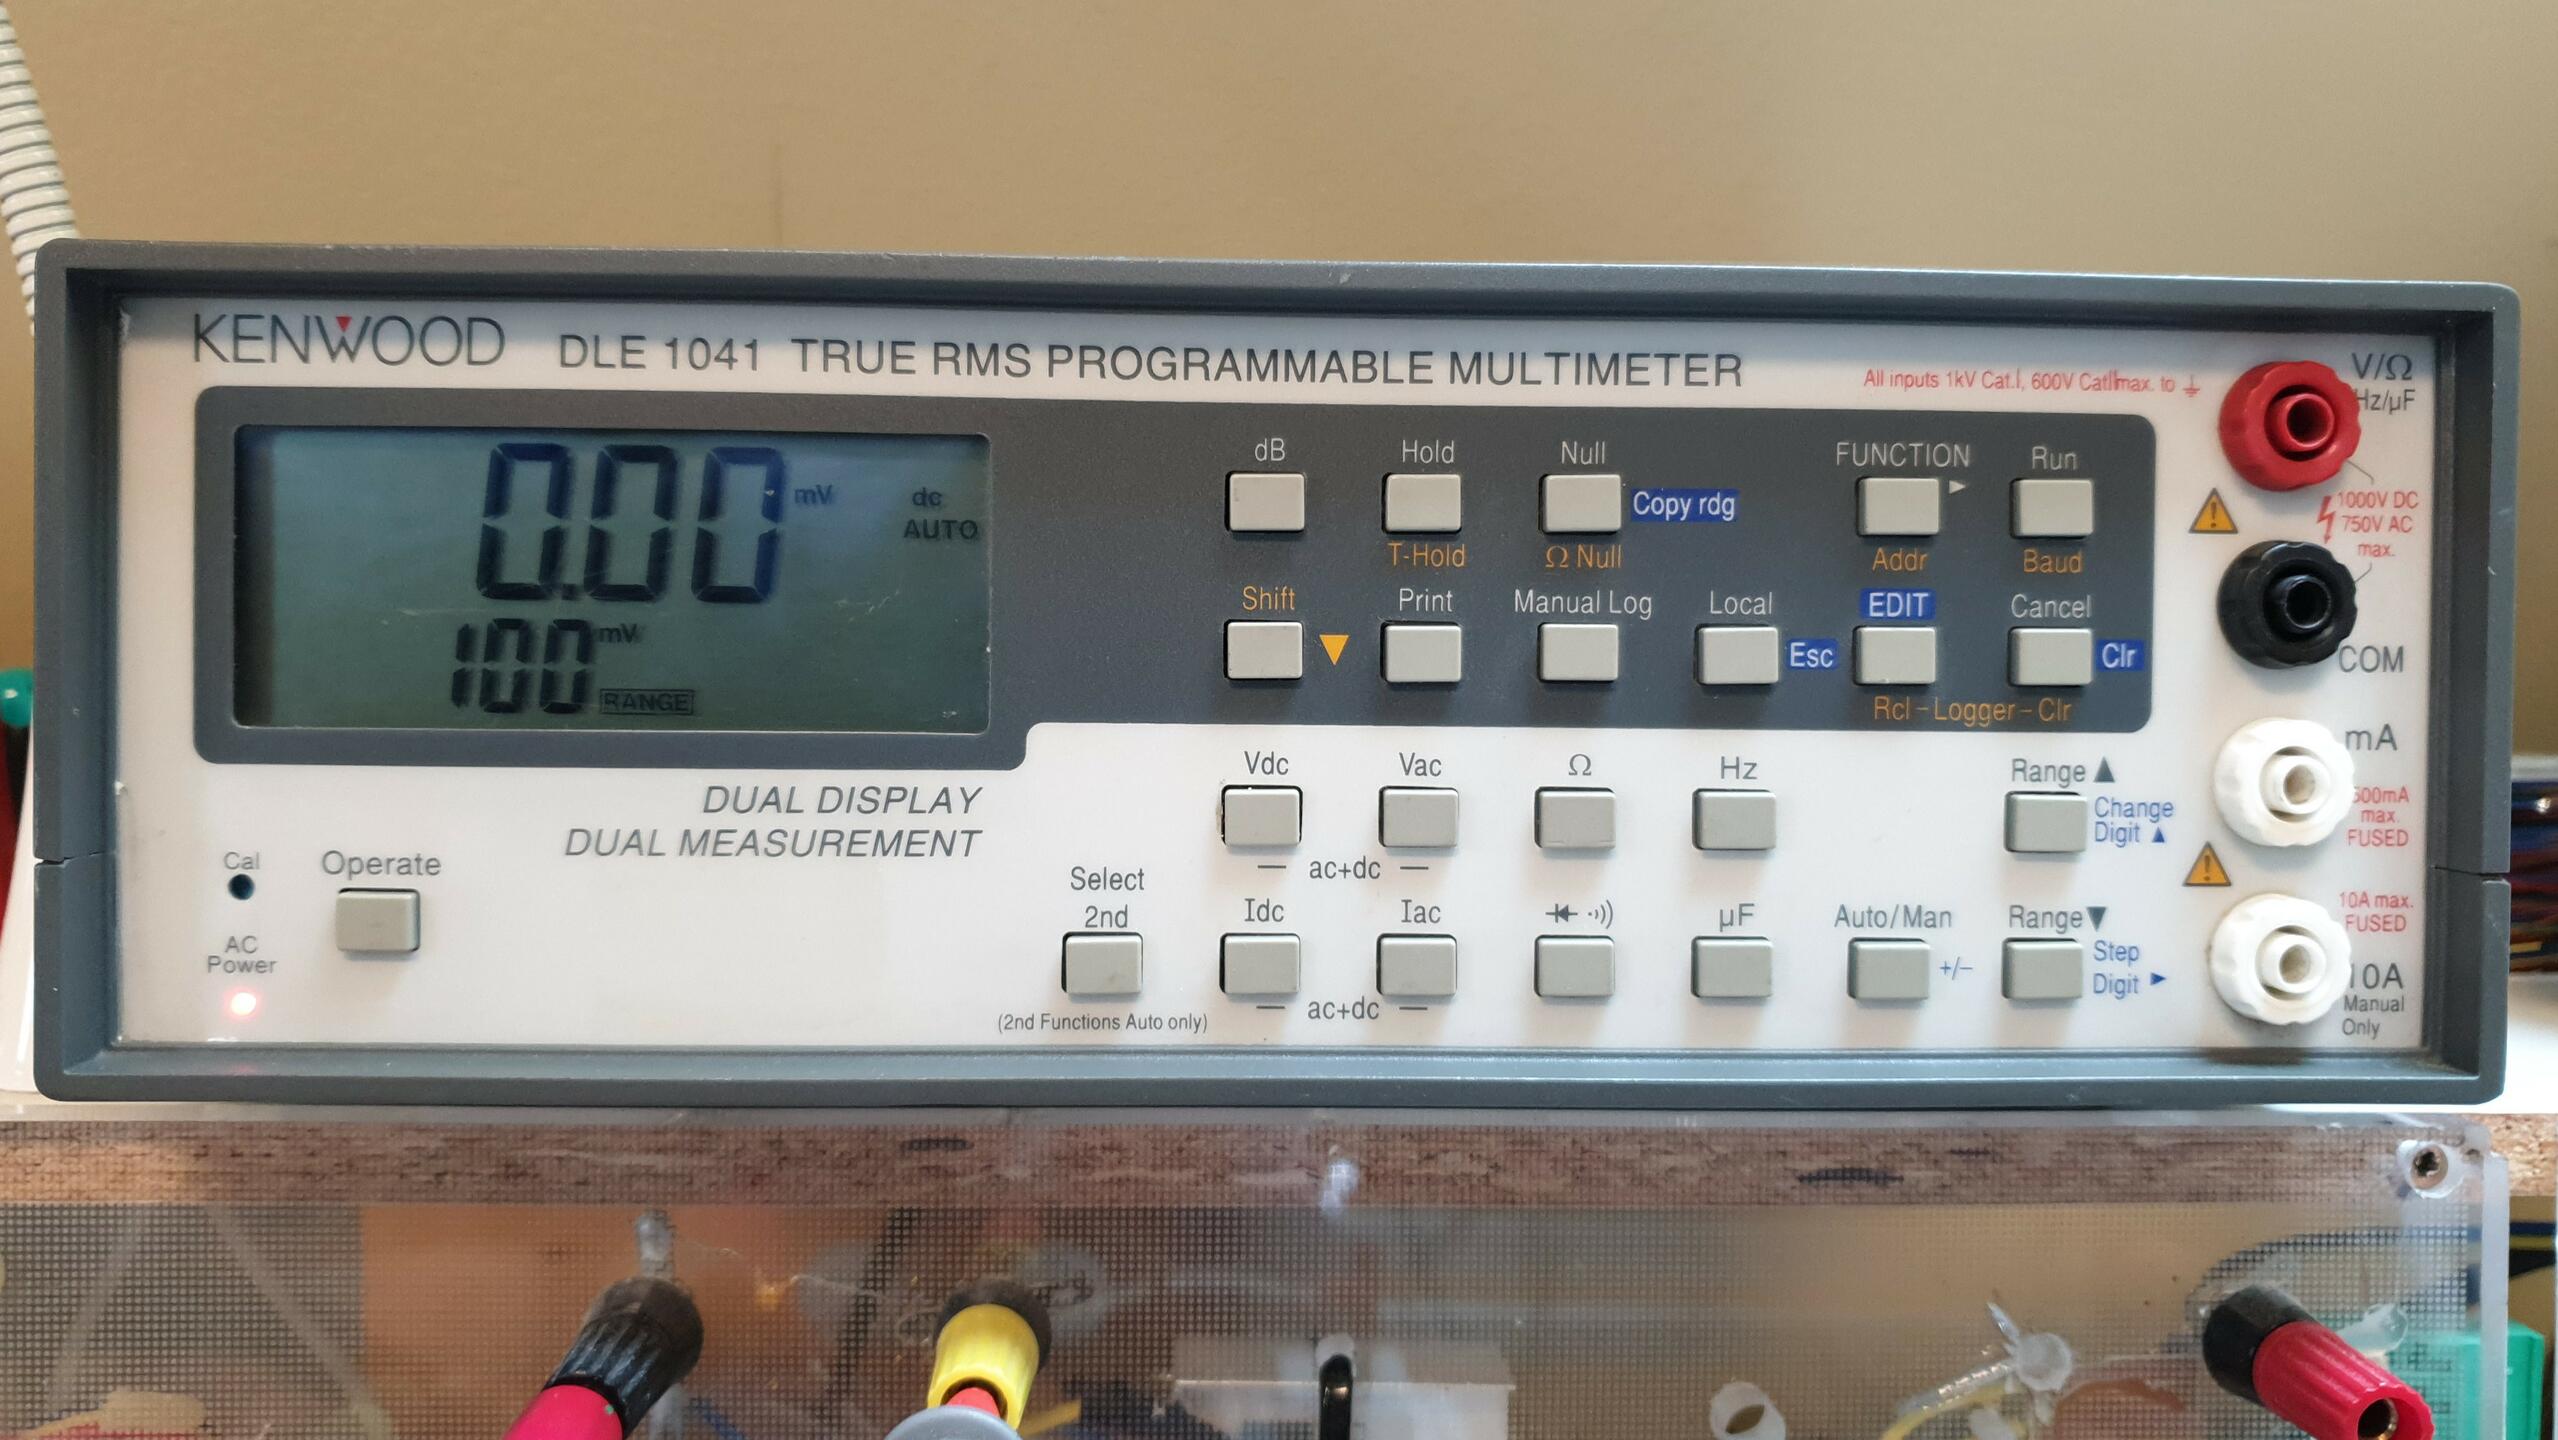 KENWOOD DLE 1041 TRUE RMS PROGRAMMABLE MULTIMETER
All inputs 1kV Cat.I, 600V Cat.II max. to ⏚
V/Ω
Hz/µF
0.00 mV dc
AUTO
100 mV
RANGE
dB Hold Null FUNCTION ► Run
Copy rdg
T-Hold Ω Null Addr Baud
Shift Print Manual Log Local EDIT Cancel
▼ Esc Clr
Rcl – Logger – Clr
1000V DC
750V AC
max.
COM
DUAL DISPLAY
DUAL MEASUREMENT
Vdc Vac Ω Hz Range ▲
Change
Digit ▲
— ac+dc —
mA
500mA
max.
FUSED
Cal
Operate
AC
Power
Select
2nd
Idc Iac µF Auto/Man Range ▼
+/−
Step
Digit ►
— ac+dc —
(2nd Functions Auto only)
10A max.
FUSED
10A
Manual
Only